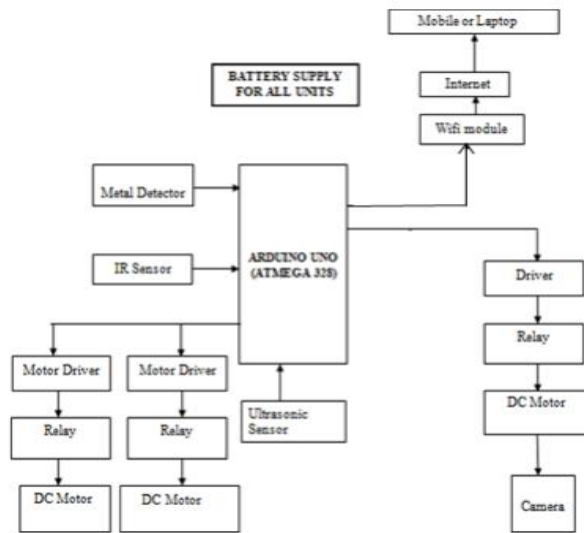 Mobile or Laptop
BATTERY SUPPLY
FOR ALL UNITS
Internet
Wifi module
Metal Detector
ARDUINO UNO
(ATMEGA 328)
IR Sensor
Driver
Motor Driver
Motor Driver
Relay
Ultrasonic
Sensor
Relay
Relay
DC Motor
DC Motor
DC Motor
Camera